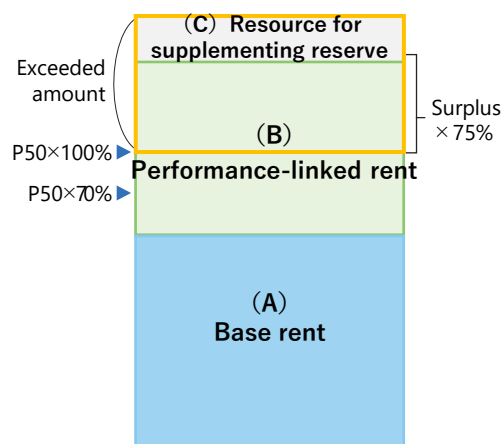 （C）Resource for
supplementing reserve
Exceeded
amount
Surplus
×75%
（B）
P50×100%
Performance-linked rent
P50×70%
（A）
Base rent